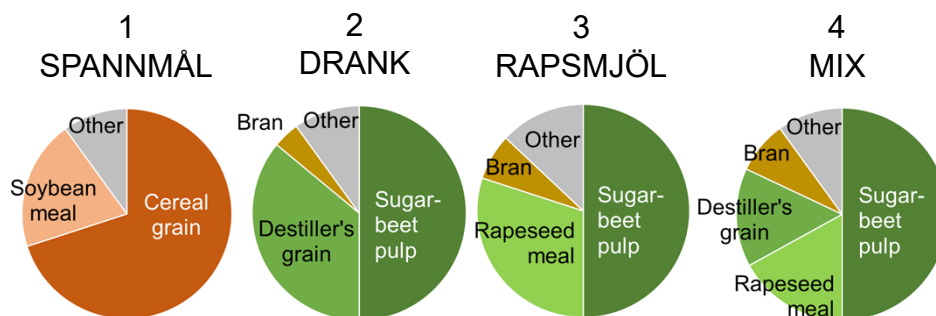 1
SPANNMÅL
Other
Soybean
meal
Cereal
grain
2
DRANK
Bran
Other
Destiller's
grain
Sugar-
beet
pulp
3
RAPSMJÖL
Other
Bran
Rapeseed
meal
Sugar-
beet
pulp
4
MIX
Other
Bran
Destiller's
grain
Rapeseed
meal
Sugar-
beet
pulp